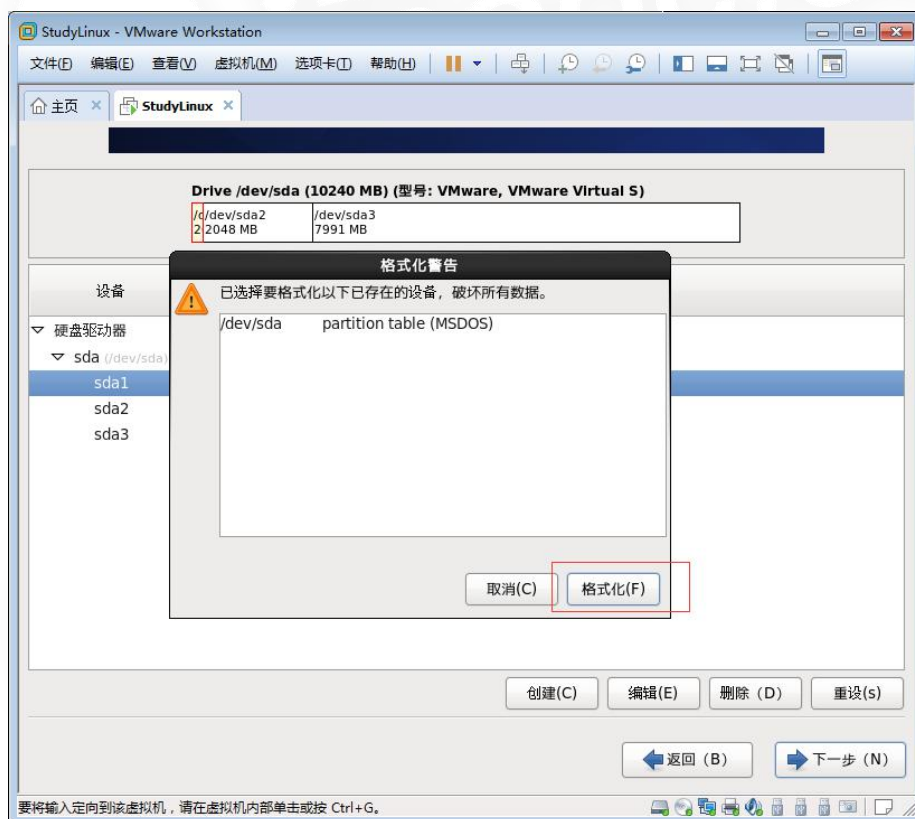 StudyLinux - VMware Workstation
文件(F) 编辑(E) 查看(V) 虚拟机(M) 选项卡(T) 帮助(H)
主页 StudyLinux
Drive /dev/sda (10240 MB) (型号: VMware, VMware Virtual S)
/dev/sda2 /dev/sda3
2048 MB 7991 MB
格式化警告
设备
已选择要格式化以下已存在的设备，破坏所有数据。
/dev/sda partition table (MSDOS)
硬盘驱动器
sda (/dev/sda)
sda1
sda2
sda3
取消(C) 格式化(F)
创建(C) 编辑(E) 删除（D） 重设(s)
返回（B） 下一步（N）
要将输入定向到该虚拟机，请在虚拟机内部单击或按 Ctrl+G。